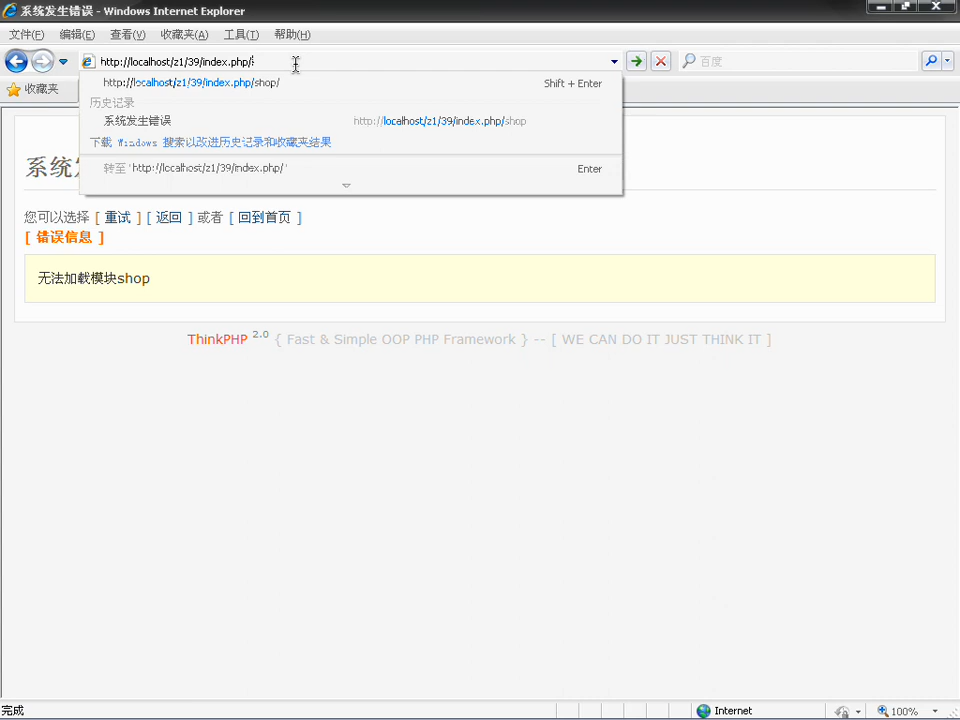 系统发生错误 - Windows Internet Explorer
文件(F) 编辑(E) 查看(V) 收藏夹(A) 工具(T) 帮助(H)
http://localhost/z1/39/index.php/
百度
http://localhost/z1/39/index.php/shop/ Shift + Enter
收藏夹
历史记录
系统发生错误 http://localhost/z1/39/index.php/shop
下载 Windows 搜索以改进历史记录和收藏夹结果
系统 转至 'http://localhost/z1/39/index.php/' Enter
您可以选择 [ 重试 ] [ 返回 ] 或者 [ 回到首页 ]
[ 错误信息 ]
无法加载模块shop
ThinkPHP 2.0 { Fast & Simple OOP PHP Framework } -- [ WE CAN DO IT JUST THINK IT ]
完成 Internet 100%